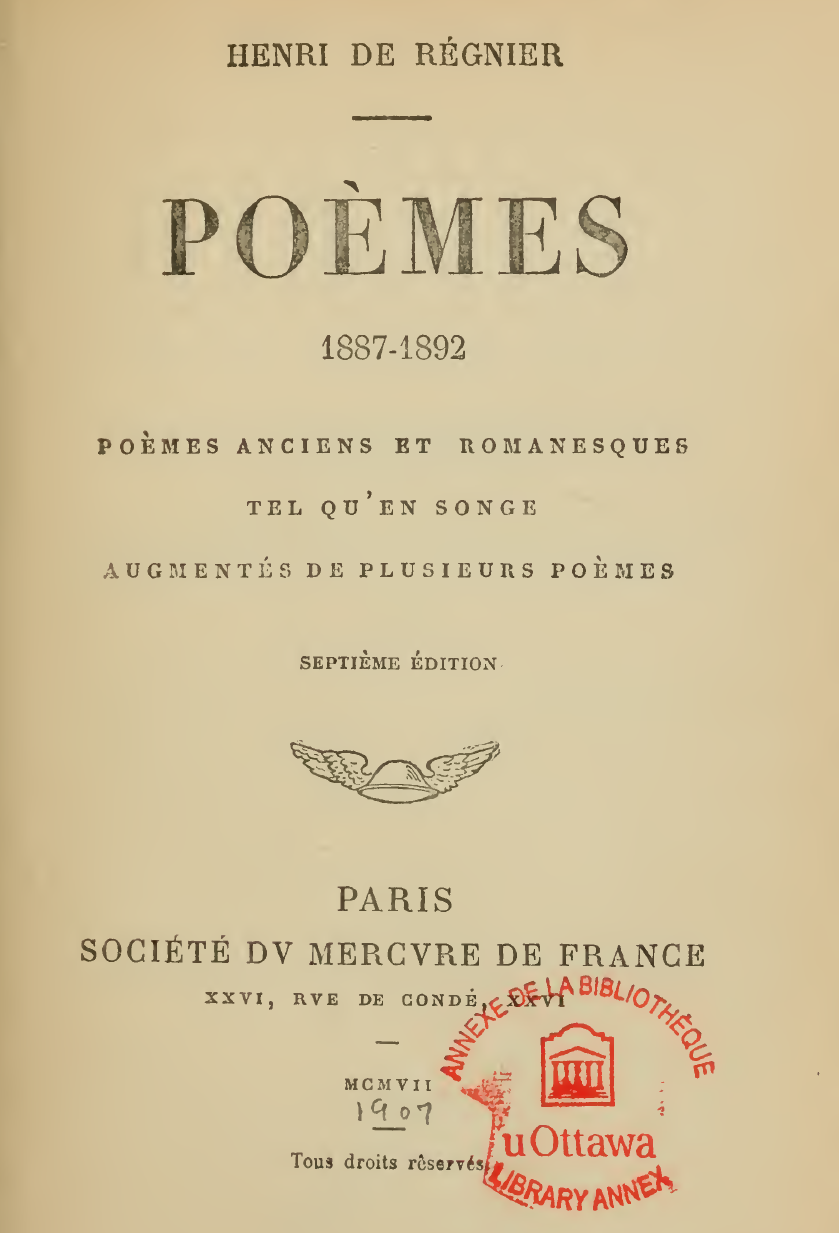 HENRI DE RÉGNIER
POÈMES
1887-1892
POÈMES ANCIENS ET ROMANESQUES
TEL QU'EN SONGE
AUGMENTÉS DE PLUSIEURS POÈMES
SEPTIÈME ÉDITION
PARIS
SOCIÉTÉ DV MERCVRE DE FRANCE
XXVI, RVE DE CONDÉ, XXVI
MCMVII
1907
Tous droits réservés
ANNEXE DE LA BIBLIOTHÈQUE
uOttawa
LIBRARY ANNEX